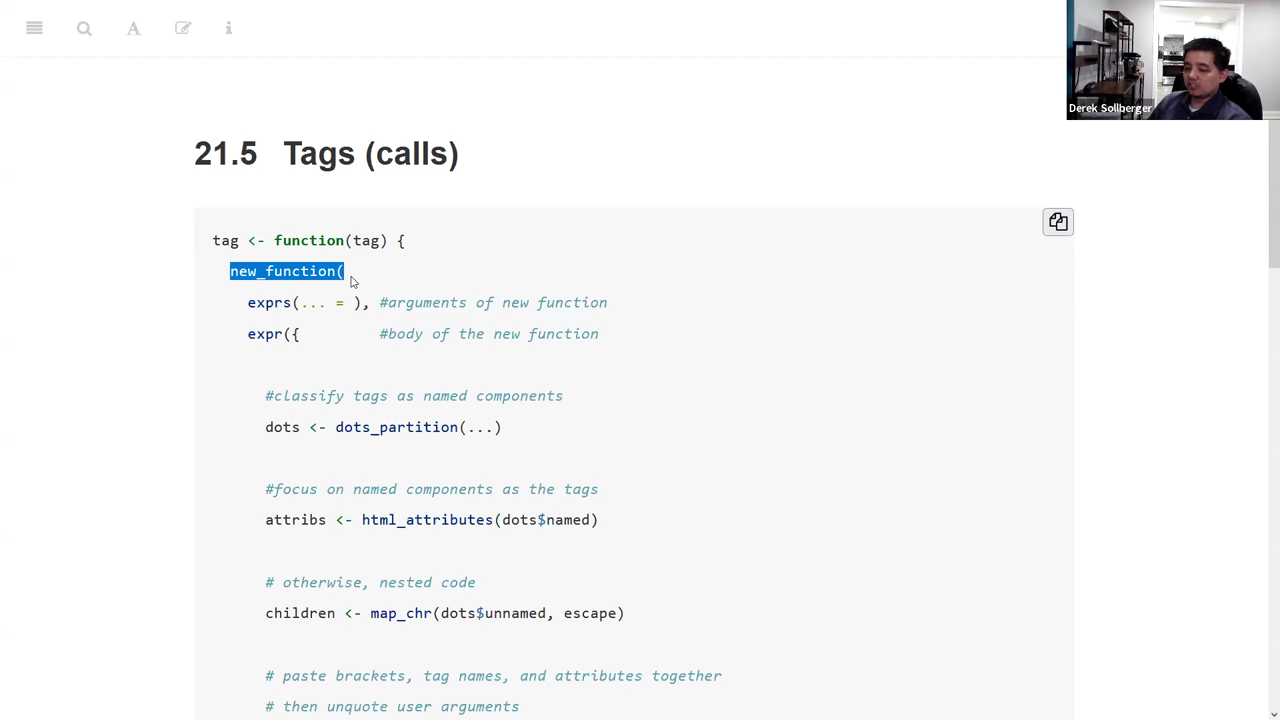 Derek Sollberger
21.5 Tags (calls)
tag <- function(tag) {
new_function(
exprs(... = ), #arguments of new function
expr({ #body of the new function
#classify tags as named components
dots <- dots_partition(...)
#focus on named components as the tags
attribs <- html_attributes(dots$named)
# otherwise, nested code
children <- map_chr(dots$unnamed, escape)
# paste brackets, tag names, and attributes together
# then unquote user arguments